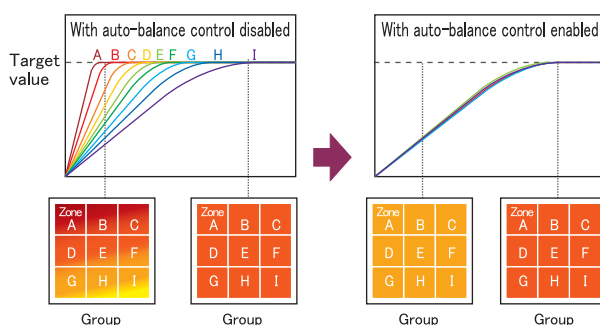 With auto-balance control disabled
Target value
A B C D E F G H I
Zone
A B C
D E F
G H I
Group
Zone
A B C
D E F
G H I
Group
With auto-balance control enabled
Zone
A B C
D E F
G H I
Group
Zone
A B C
D E F
G H I
Group